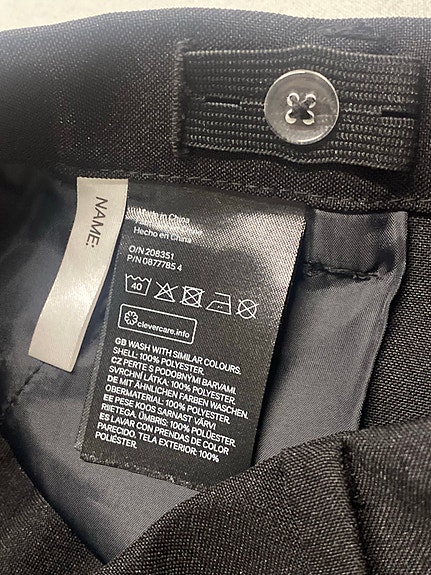 NAME:
Made in China
Hecho en China
O/N 208351
P/N 0877785 4
40
clevercare.info
GB WASH WITH SIMILAR COLOURS.
SHELL: 100% POLYESTER.
CZ PERTE S PODOBNÝMI BARVAMI.
SVRCHNÍ LÁTKA: 100% POLYESTER.
DE MIT ÄHNLICHEN FARBEN WASCHEN.
OBERMATERIAL: 100% POLYESTER.
EE PESE KOOS SARNAST VÄRVI
RIIETEGA. ÜMBRIS: 100% POLÜESTER.
ES LAVAR CON PRENDAS DE COLOR
PARECIDO. TELA EXTERIOR: 100%
POLIÉSTER.